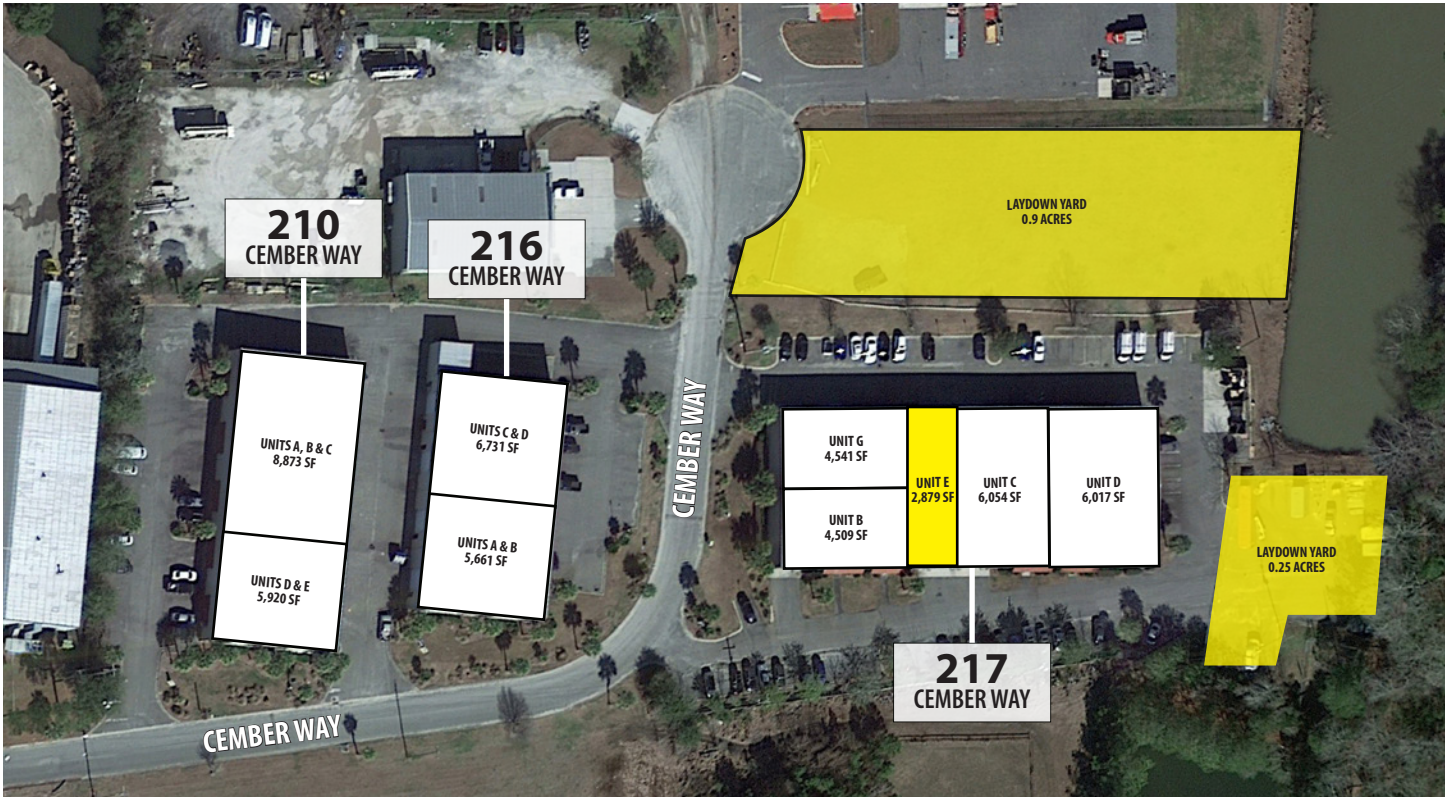 LAYDOWN YARD
0.9 ACRES
210
CEMBER WAY
216
CEMBER WAY
UNITS A, B & C
8,873 SF
UNITS D & E
5,920 SF
UNITS C & D
6,731 SF
UNITS A & B
5,661 SF
CEMBER WAY
UNIT G
4,541 SF
UNIT B
4,509 SF
UNIT E
2,879 SF
UNIT C
6,054 SF
UNIT D
6,017 SF
LAYDOWN YARD
0.25 ACRES
217
CEMBER WAY
CEMBER WAY